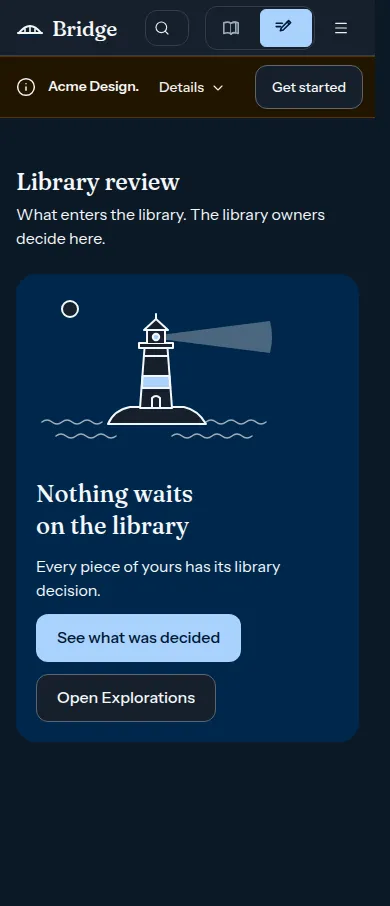 Bridge
Acme Design. Details Get started
Library review
What enters the library. The library owners
decide here.
Nothing waits
on the library
Every piece of yours has its library
decision.
See what was decided
Open Explorations